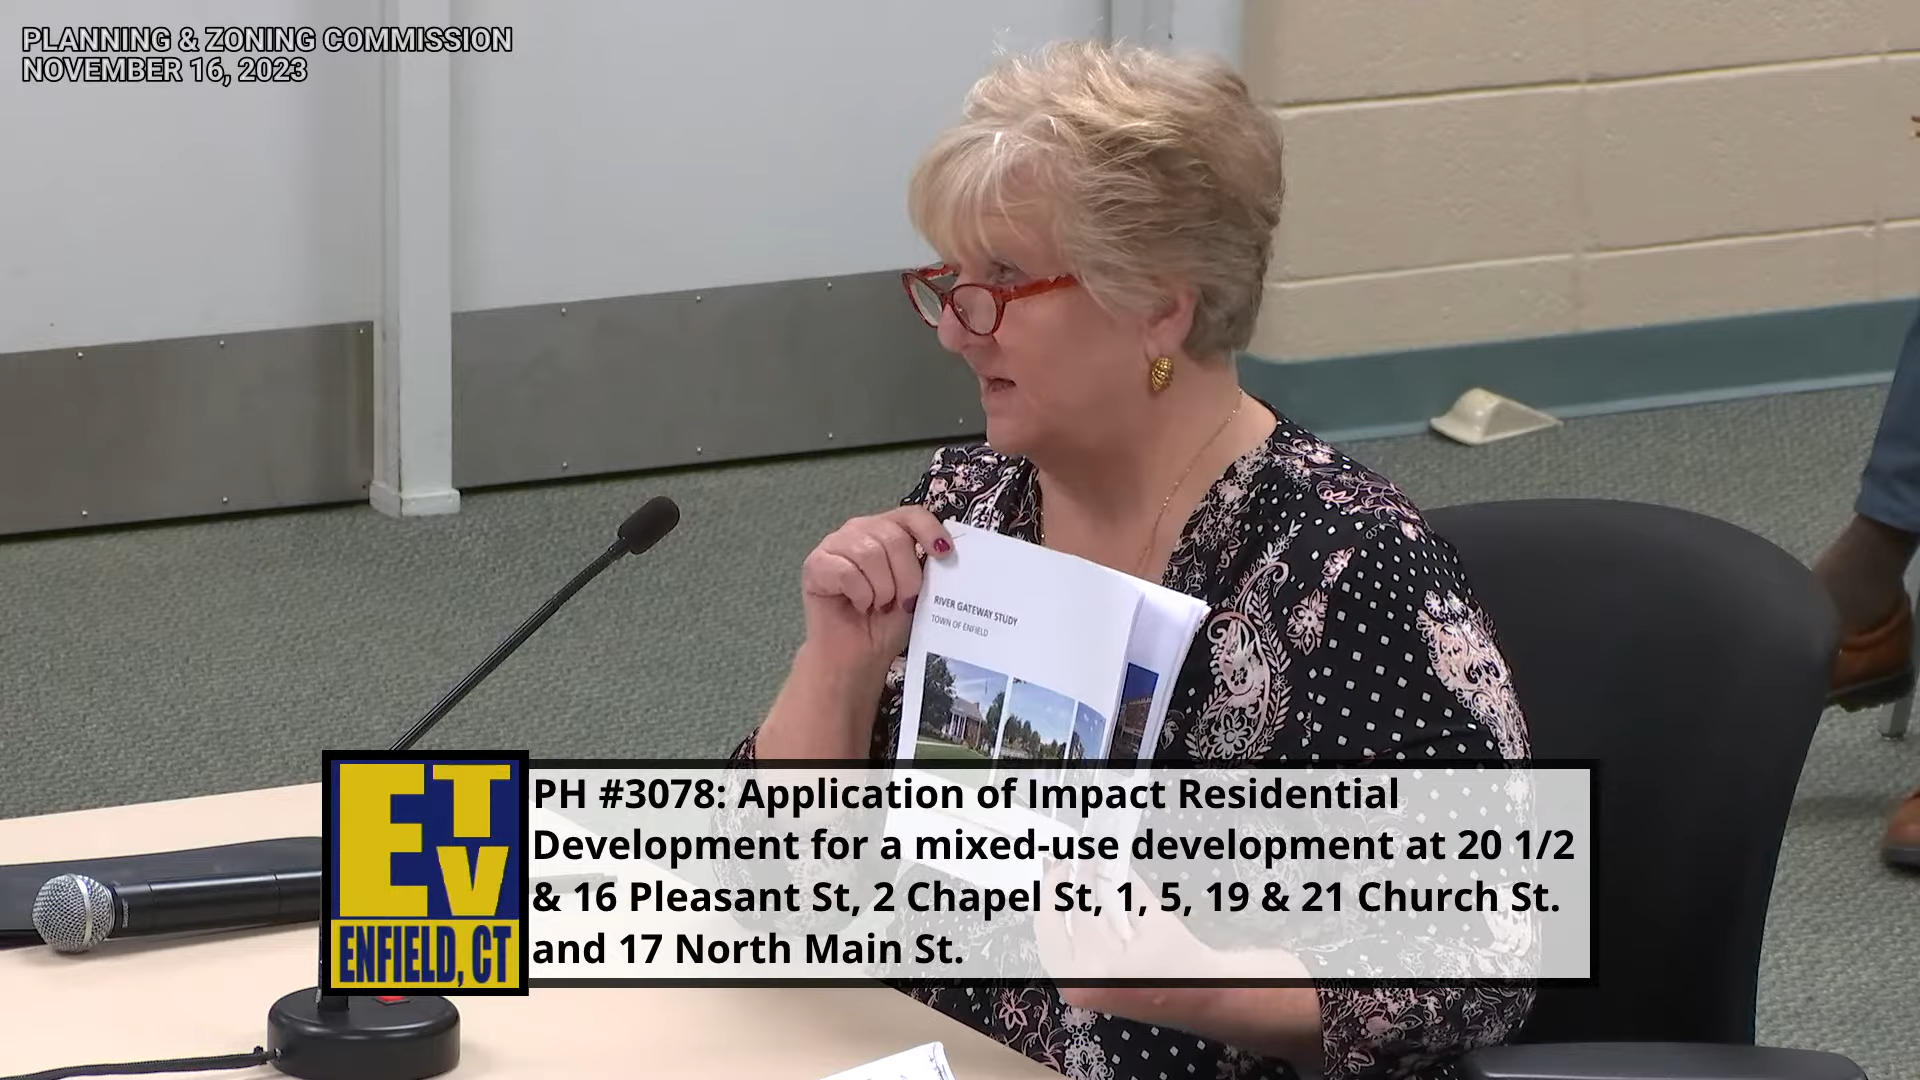 PLANNING & ZONING COMMISSION
NOVEMBER 16, 2023
RIVER GATEWAY STUDY
TOWN OF ENFIELD
ETV
ENFIELD, CT
PH #3078: Application of Impact Residential
Development for a mixed-use development at 20 1/2
& 16 Pleasant St, 2 Chapel St, 1, 5, 19 & 21 Church St.
and 17 North Main St.